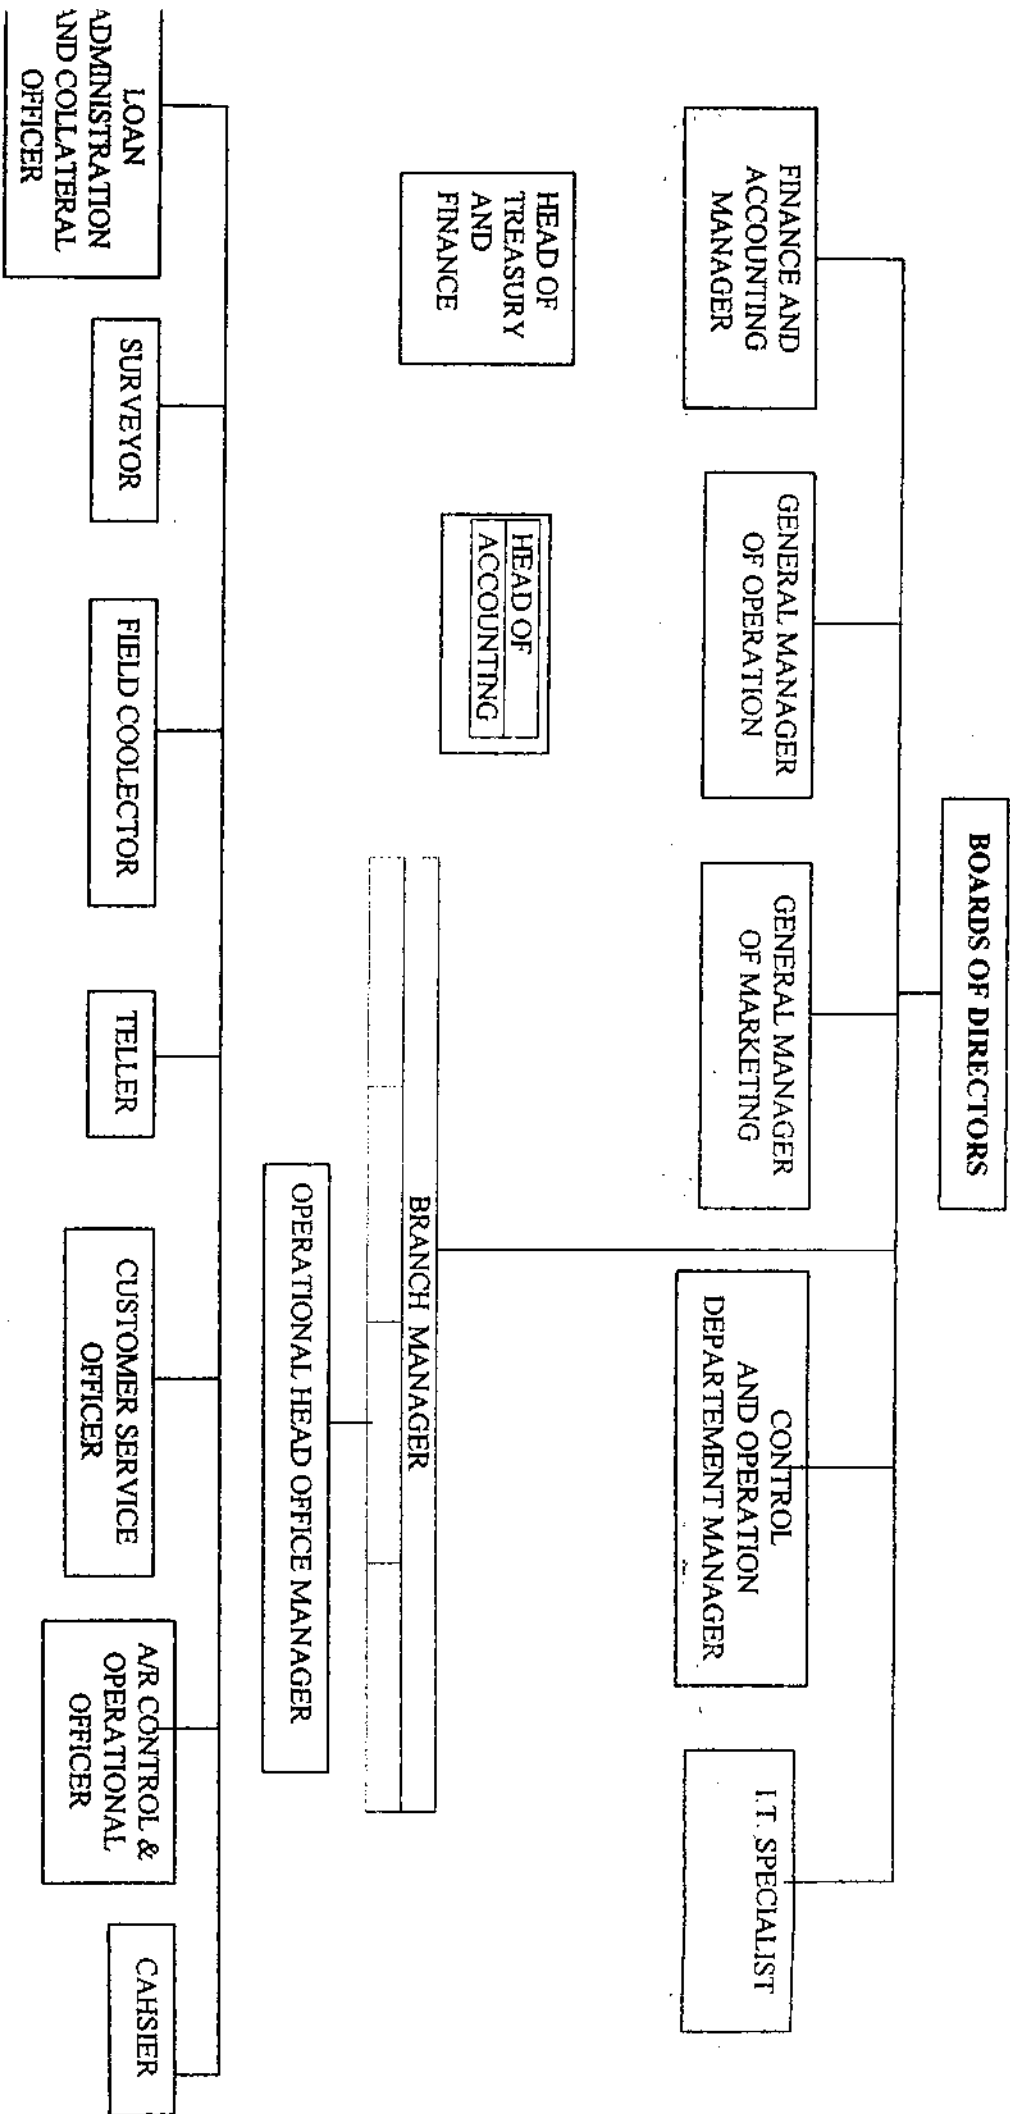 BOARDS OF DIRECTORS
FINANCE AND
ACCOUNTING
MANAGER
GENERAL MANAGER
OF OPERATION
GENERAL MANAGER
OF MARKETING
CONTROL
AND OPERATION
DEPARTEMENT MANAGER
I.T. SPECIALIST
HEAD OF
TREASURY
AND
FINANCE
HEAD OF
ACCOUNTING
BRANCH MANAGER
OPERATIONAL HEAD OFFICE MANAGER
LOAN
ADMINISTRATION
AND COLLATERAL
OFFICER
SURVEYOR
FIELD COOLECTOR
TELLER
CUSTOMER SERVICE
OFFICER
A/R CONTROL &
OPERATIONAL
OFFICER
CAHSIER